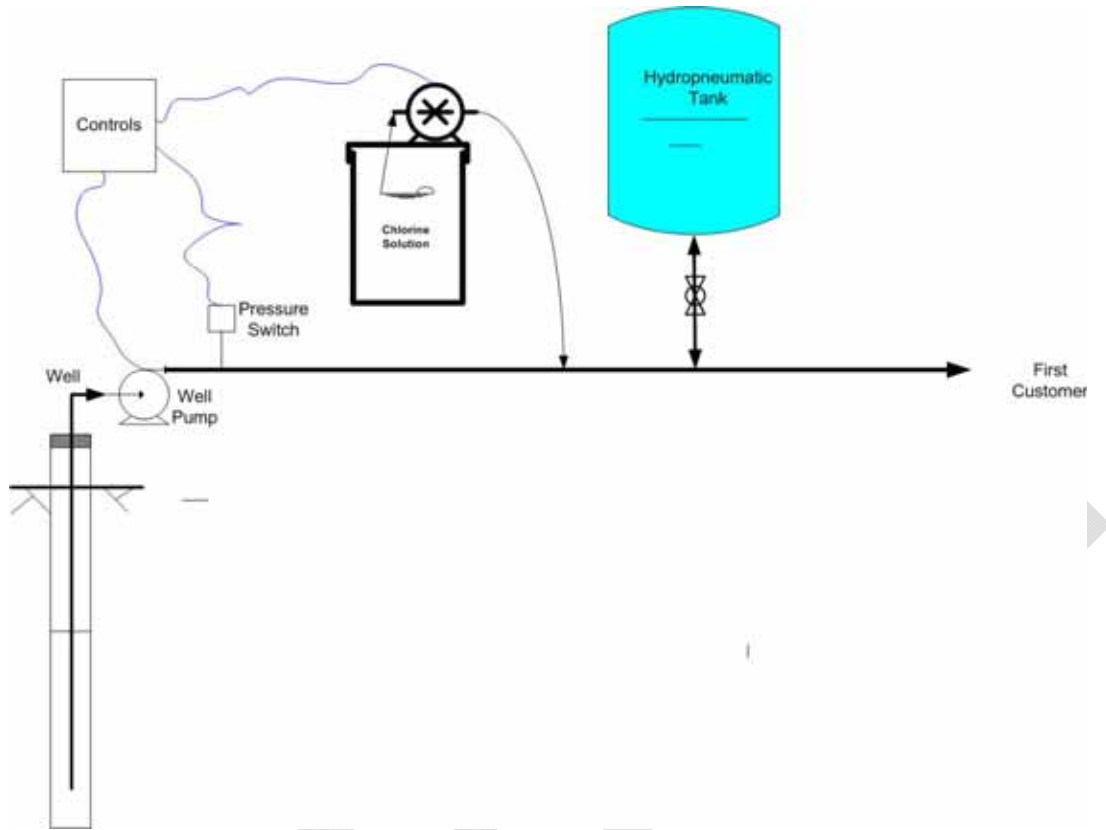 Hydropneumatic
Tank
Controls
Chlorine
Solution
Pressure
Switch
Well
Well
Pump
First
Customer